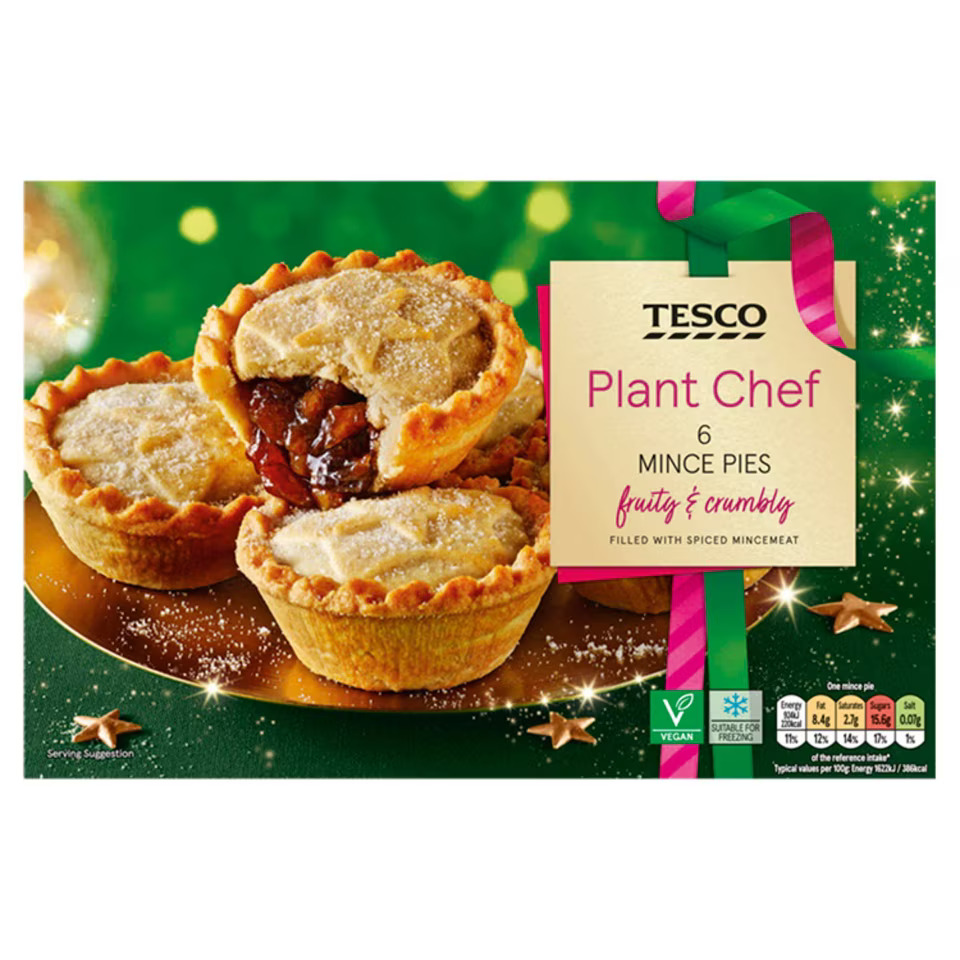 TESCO
Plant Chef
6
MINCE PIES
fruity & crumbly
FILLED WITH SPICED MINCEMEAT
VEGAN
SUITABLE FOR
FREEZING
One mince pie
Energy Fat Saturates Sugars Salt
924kJ
220kcal 8.4g 2.7g 15.6g 0.07g
11% 12% 14% 17% 1%
of the reference intake*
Typical values per 100g: Energy 1622kJ / 386kcal
Serving Suggestion